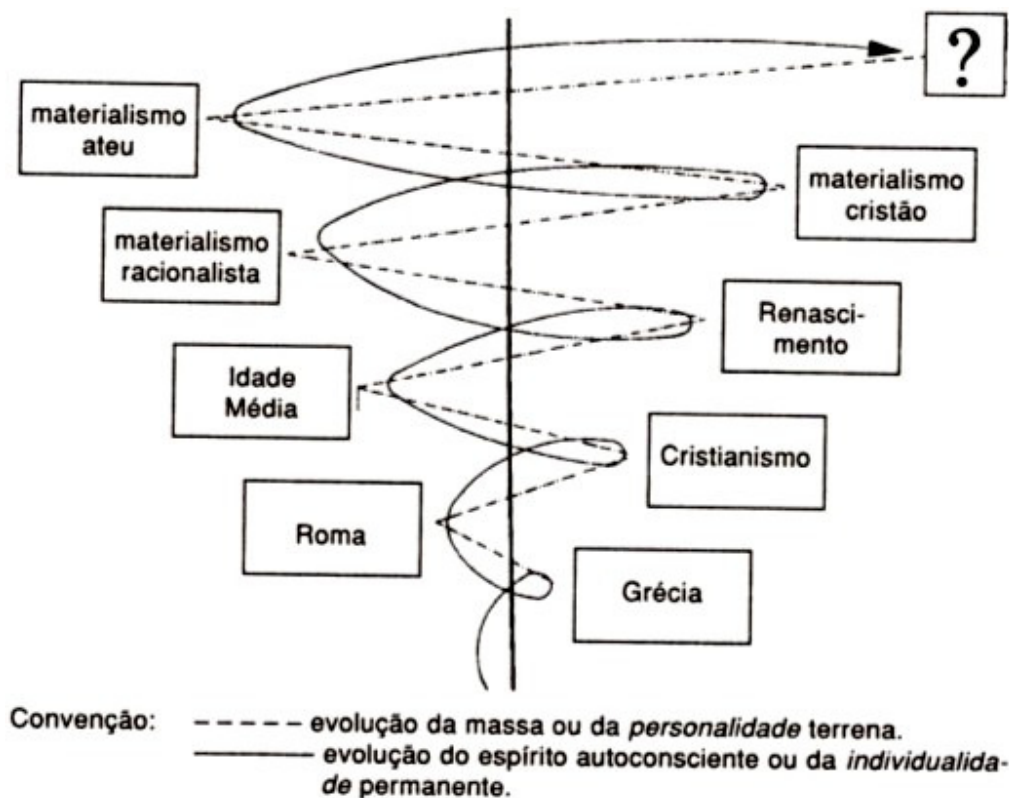 ?
materialismo
ateu
materialismo
cristão
materialismo
racionalista
Renasci-
mento
Idade
Média
Cristianismo
Roma
Grécia
Convenção: evolução da massa ou da personalidade terrena.
evolução do espírito autoconsciente ou da individualida-
de permanente.